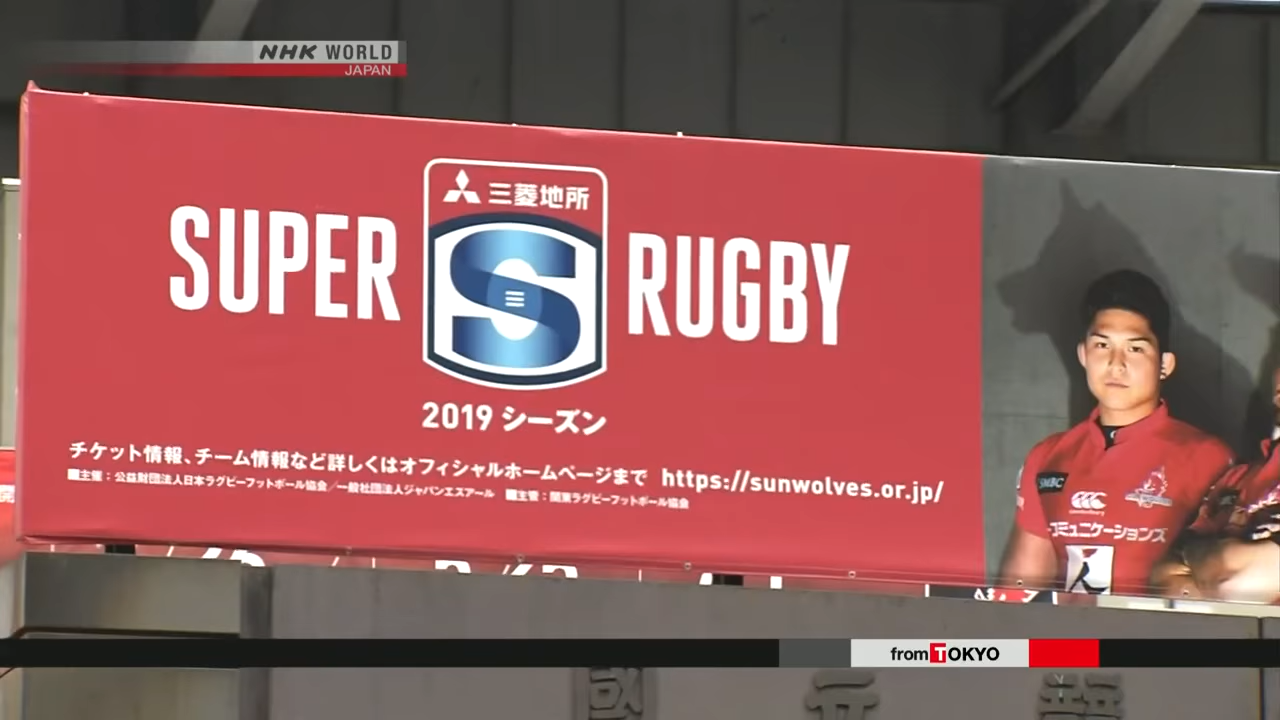 NHK WORLD
JAPAN
三菱地所
SUPER S RUGBY
2019 シーズン
チケット情報、チーム情報など詳しくはオフィシャルホームページまで https://sunwolves.or.jp/
■主催：公益財団法人日本ラグビーフットボール協会／一般社団法人ジャパンエスアール ■主管：関東ラグビーフットボール協会
SMBC
canterbury
コミュニケーションズ
人
from TOKYO
國立競